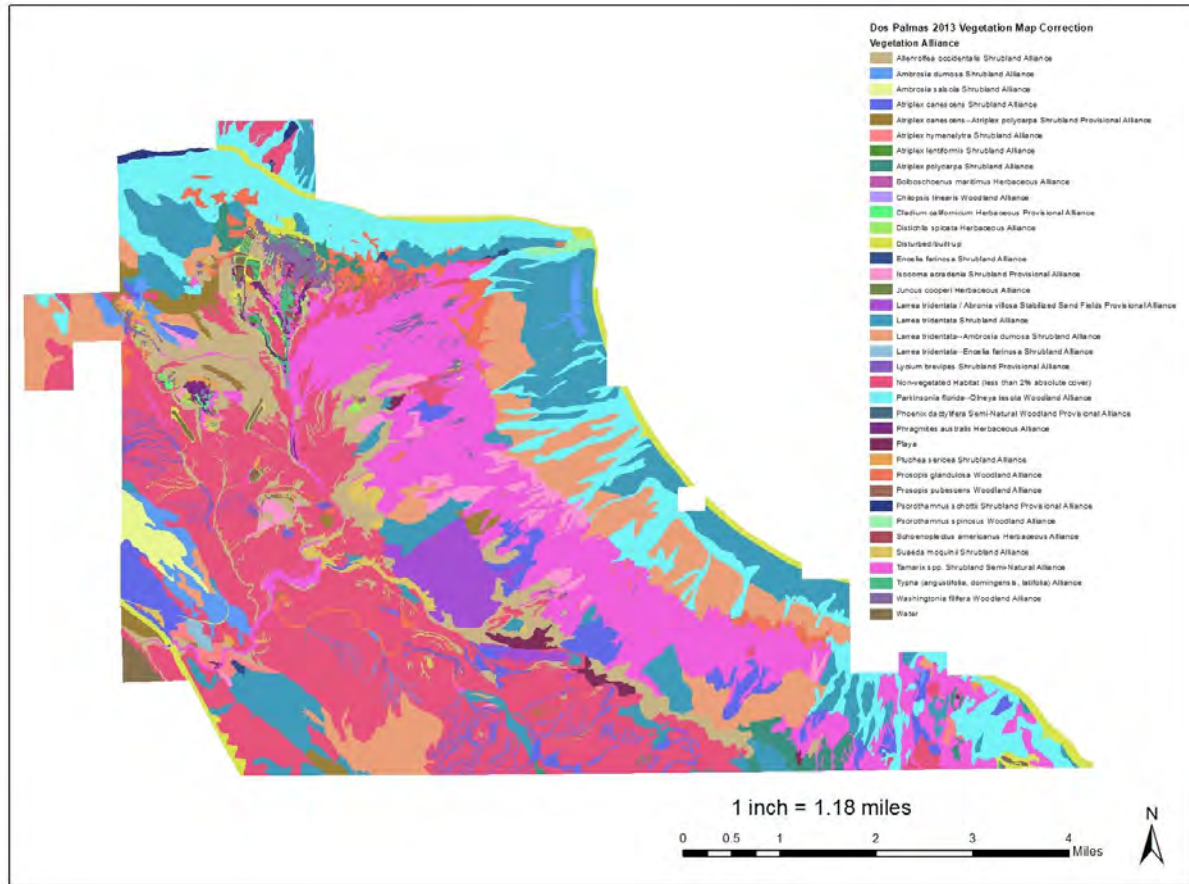 Dos Palmas 2013 Vegetation Map Correction
Vegetation Alliance
Allenrolfea occidentalis Shrubland Alliance
Ambrosia dumosa Shrubland Alliance
Ambrosia salsola Shrubland Alliance
Atriplex canescens Shrubland Alliance
Atriplex canescens--Atriplex polycarpa Shrubland Provisional Alliance
Atriplex hymenelytra Shrubland Alliance
Atriplex lentiformis Shrubland Alliance
Atriplex polycarpa Shrubland Alliance
Bolboschoenus maritimus Herbaceous Alliance
Chilopsis linearis Woodland Alliance
Cladium californicum Herbaceous Provisional Alliance
Distichlis spicata Herbaceous Alliance
Disturbed/built-up
Encelia farinosa Shrubland Alliance
Isocoma acradenia Shrubland Provisional Alliance
Juncus cooperi Herbaceous Alliance
Larrea tridentata / Abronia villosa Stabilized Sand Fields Provisional Alliance
Larrea tridentata Shrubland Alliance
Larrea tridentata--Ambrosia dumosa Shrubland Alliance
Larrea tridentata--Encelia farinosa Shrubland Alliance
Lycium brevipes Shrubland Provisional Alliance
Non-vegetated Habitat (less than 2% absolute cover)
Parkinsonia florida--Olneya tesota Woodland Alliance
Phoenix dactylifera Semi-Natural Woodland Provisional Alliance
Phragmites australis Herbaceous Alliance
Playa
Pluchea sericea Shrubland Alliance
Prosopis glandulosa Woodland Alliance
Prosopis pubescens Woodland Alliance
Psorothamnus schottii Shrubland Provisional Alliance
Psorothamnus spinosus Woodland Alliance
Schoenoplectus americanus Herbaceous Alliance
Suaeda moquinii Shrubland Alliance
Tamarix spp. Shrubland Semi-Natural Alliance
Typha (angustifolia, domingensis, latifolia) Alliance
Washingtonia filifera Woodland Alliance
Water
1 inch = 1.18 miles
N
0 0.5 1 2 3 4
Miles